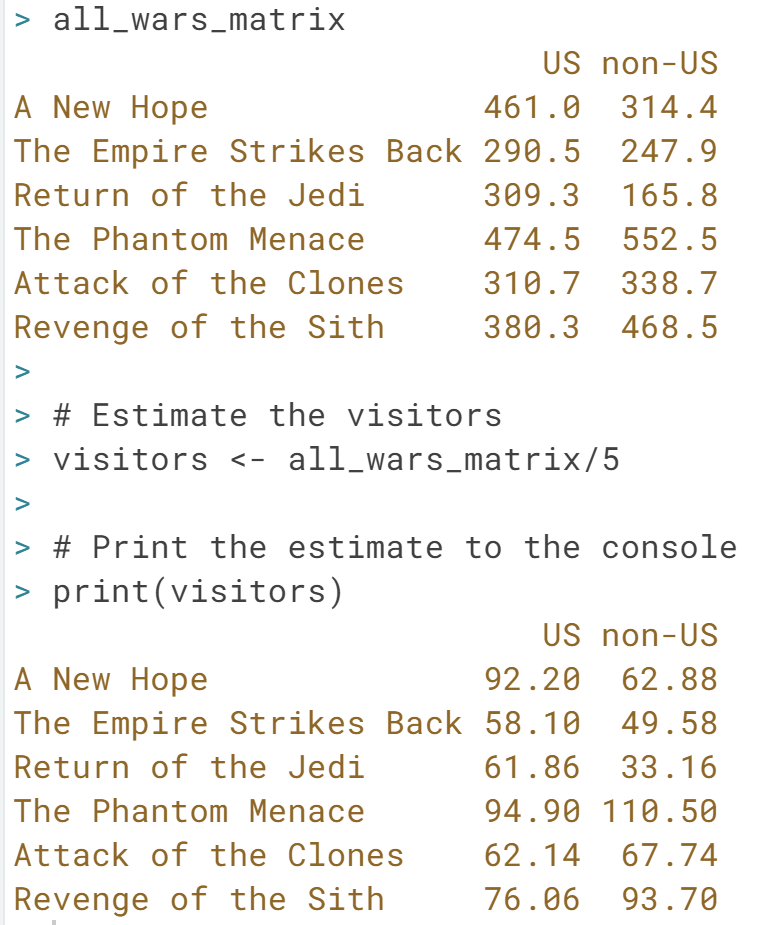 > all_wars_matrix
                           US non-US
A New Hope              461.0  314.4
The Empire Strikes Back 290.5  247.9
Return of the Jedi      309.3  165.8
The Phantom Menace      474.5  552.5
Attack of the Clones    310.7  338.7
Revenge of the Sith     380.3  468.5
>
> # Estimate the visitors
> visitors <- all_wars_matrix/5
>
> # Print the estimate to the console
> print(visitors)
                           US non-US
A New Hope              92.20  62.88
The Empire Strikes Back 58.10  49.58
Return of the Jedi      61.86  33.16
The Phantom Menace      94.90 110.50
Attack of the Clones    62.14  67.74
Revenge of the Sith     76.06  93.70